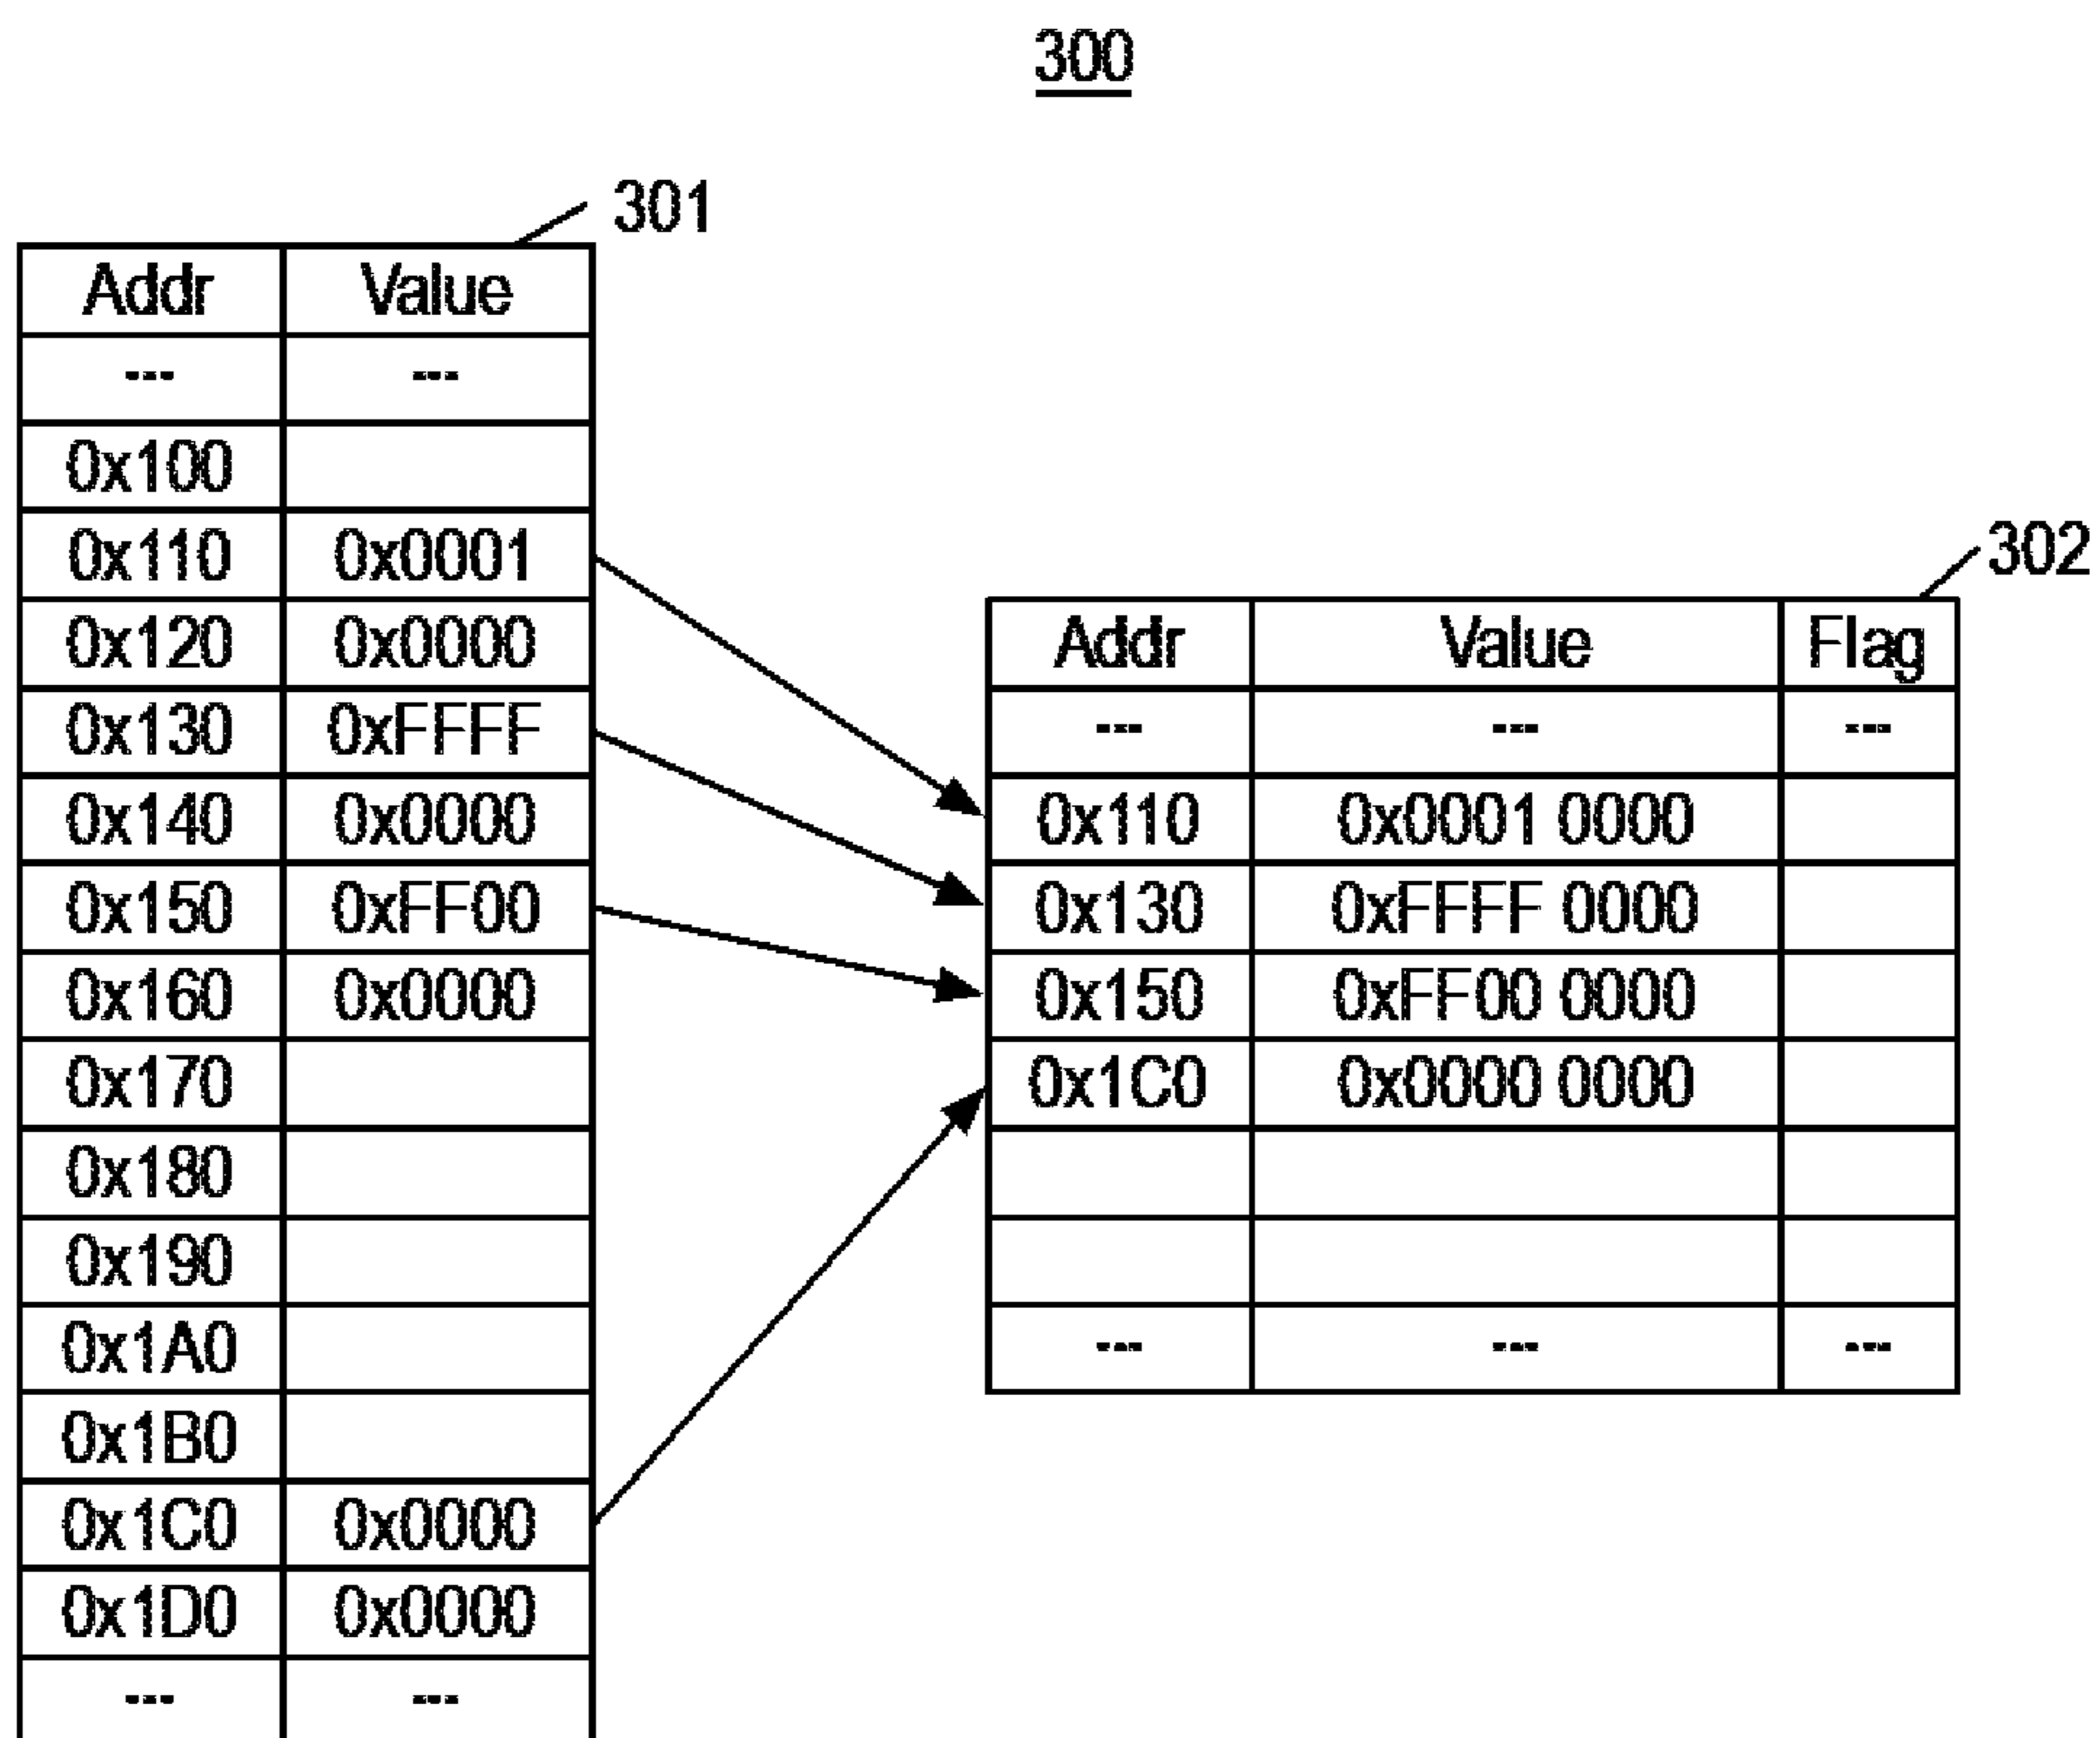 300
301
Addr Value
--- ---
0x100
0x110 0x0001
0x120 0x0000
0x130 0xFFFF
0x140 0x0000
0x150 0xFF00
0x160 0x0000
0x170
0x180
0x190
0x1A0
0x1B0
0x1C0 0x0000
0x1D0 0x0000
--- ---
302
Addr Value Flag
--- --- ---
0x110 0x0001 0000
0x130 0xFFFF 0000
0x150 0xFF00 0000
0x1C0 0x0000 0000
--- --- ---